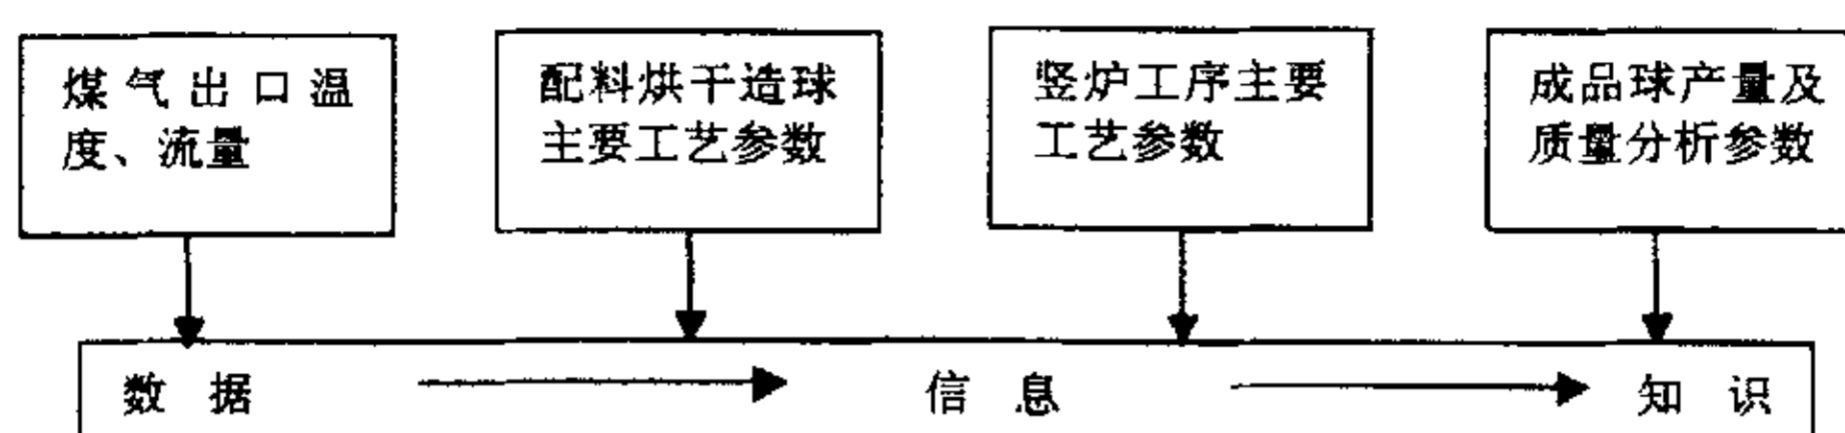 煤气出口温
度、流量
配料烘干造球
主要工艺参数
竖炉工序主要
工艺参数
成品球产量及
质量分析参数
数 据 信 息 知 识